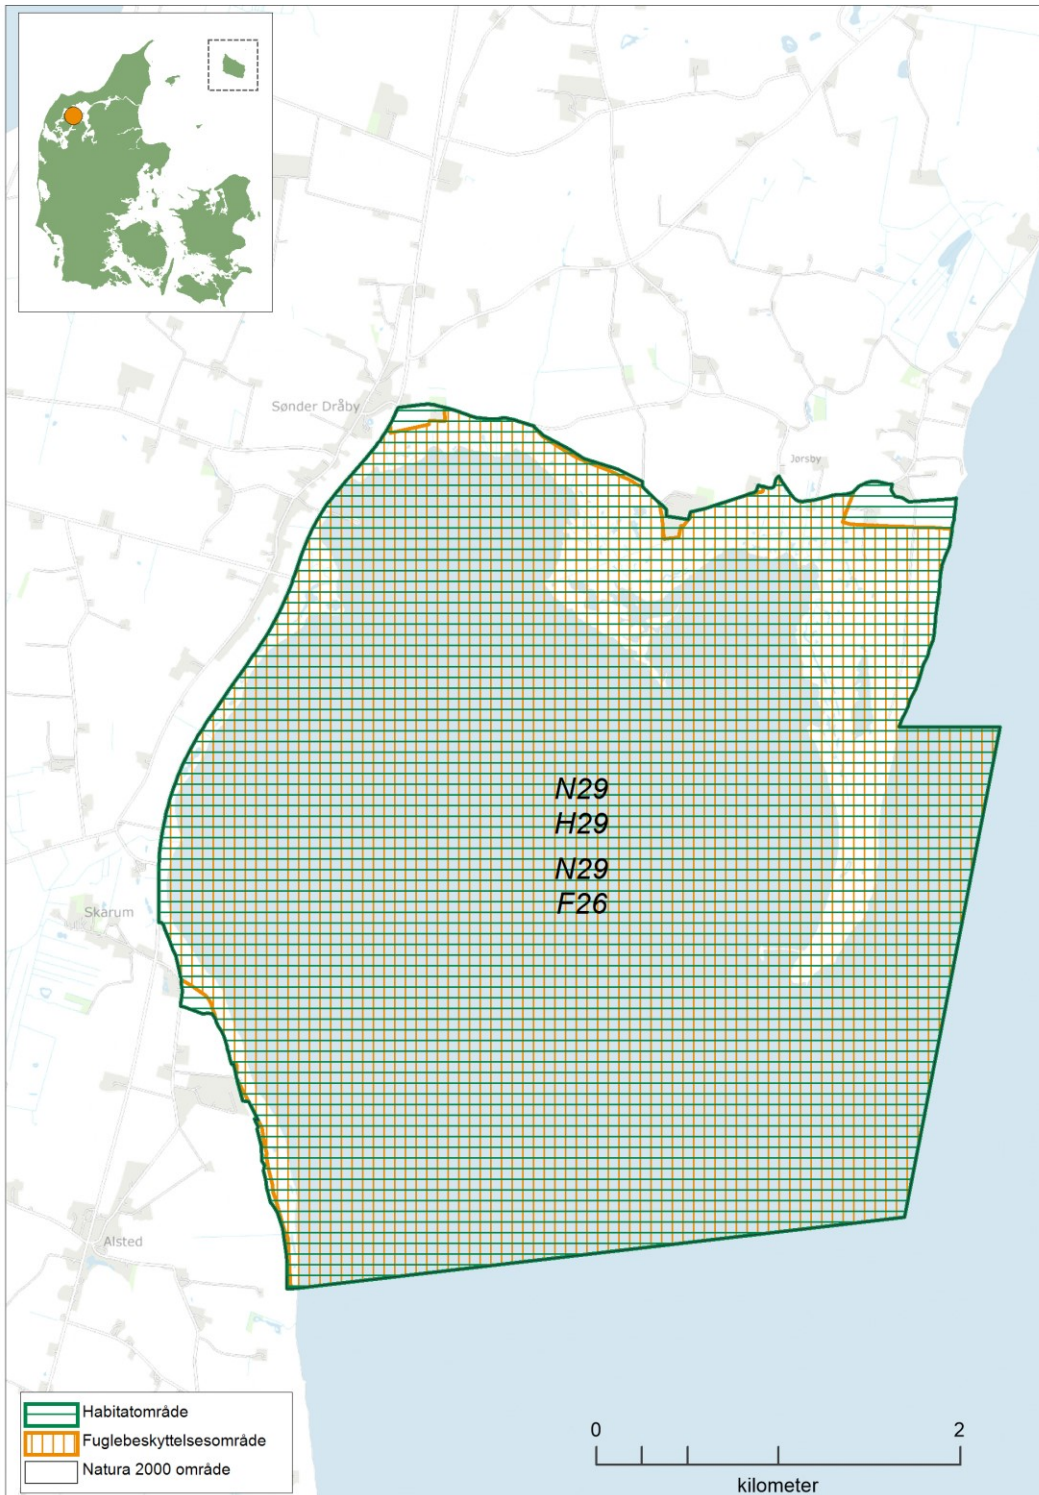 Sønder Dråby
Jørsby
N29
H29
N29
F26
Skarum
Alsted
Habitatområde
Fuglebeskyttelsesområde
Natura 2000 område
0 2
kilometer